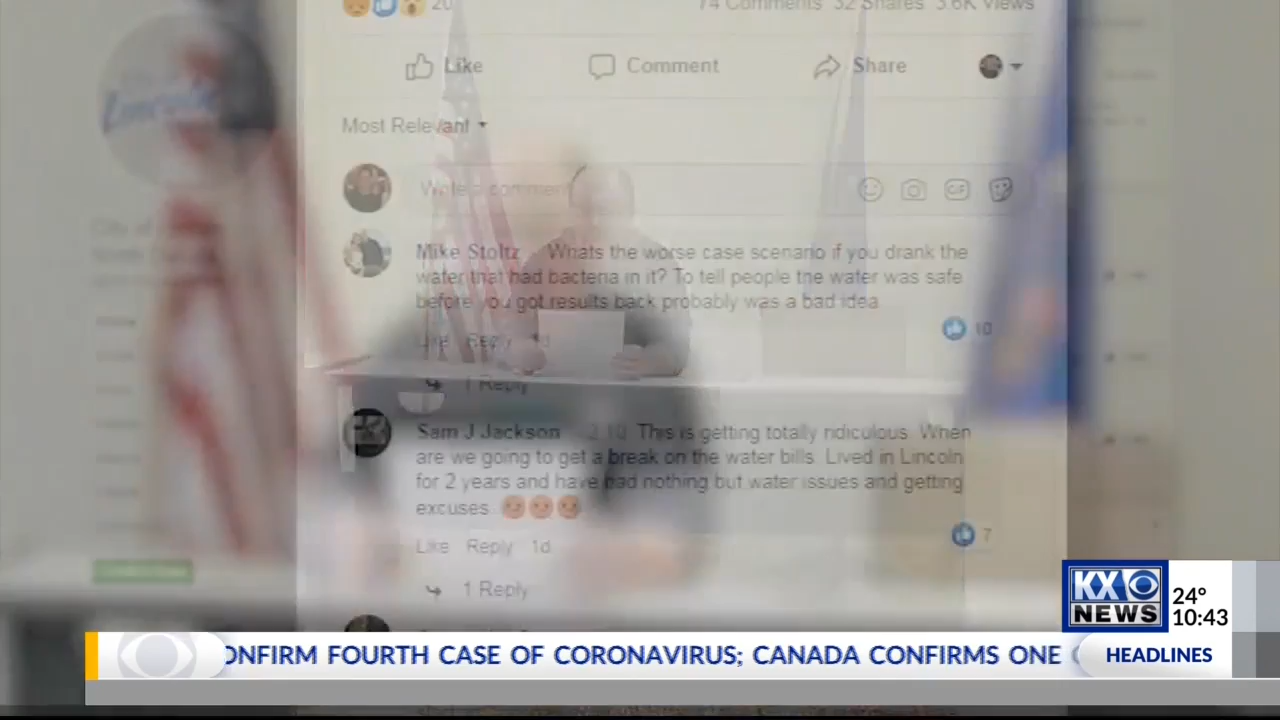 20
74 Comments 32 Shares 3.6K Views
Like Comment Share
Lincoln
Most Relevant
Write a comment
GIF
City of
Mike Stoltz Whats the worse case scenario if you drank the
water that had bacteria in it? To tell people the water was safe
before you got results back probably was a bad idea.
10
Like Reply 1d
1 Reply
Sam J Jackson This is getting totally ridiculous. When
are we going to get a break on the water bills. Lived in Lincoln
for 2 years and have had nothing but water issues and getting
excuses.
7
Like Reply 1d
1 Reply
KX NEWS
24°
10:43
ONFIRM FOURTH CASE OF CORONAVIRUS; CANADA CONFIRMS ONE
HEADLINES